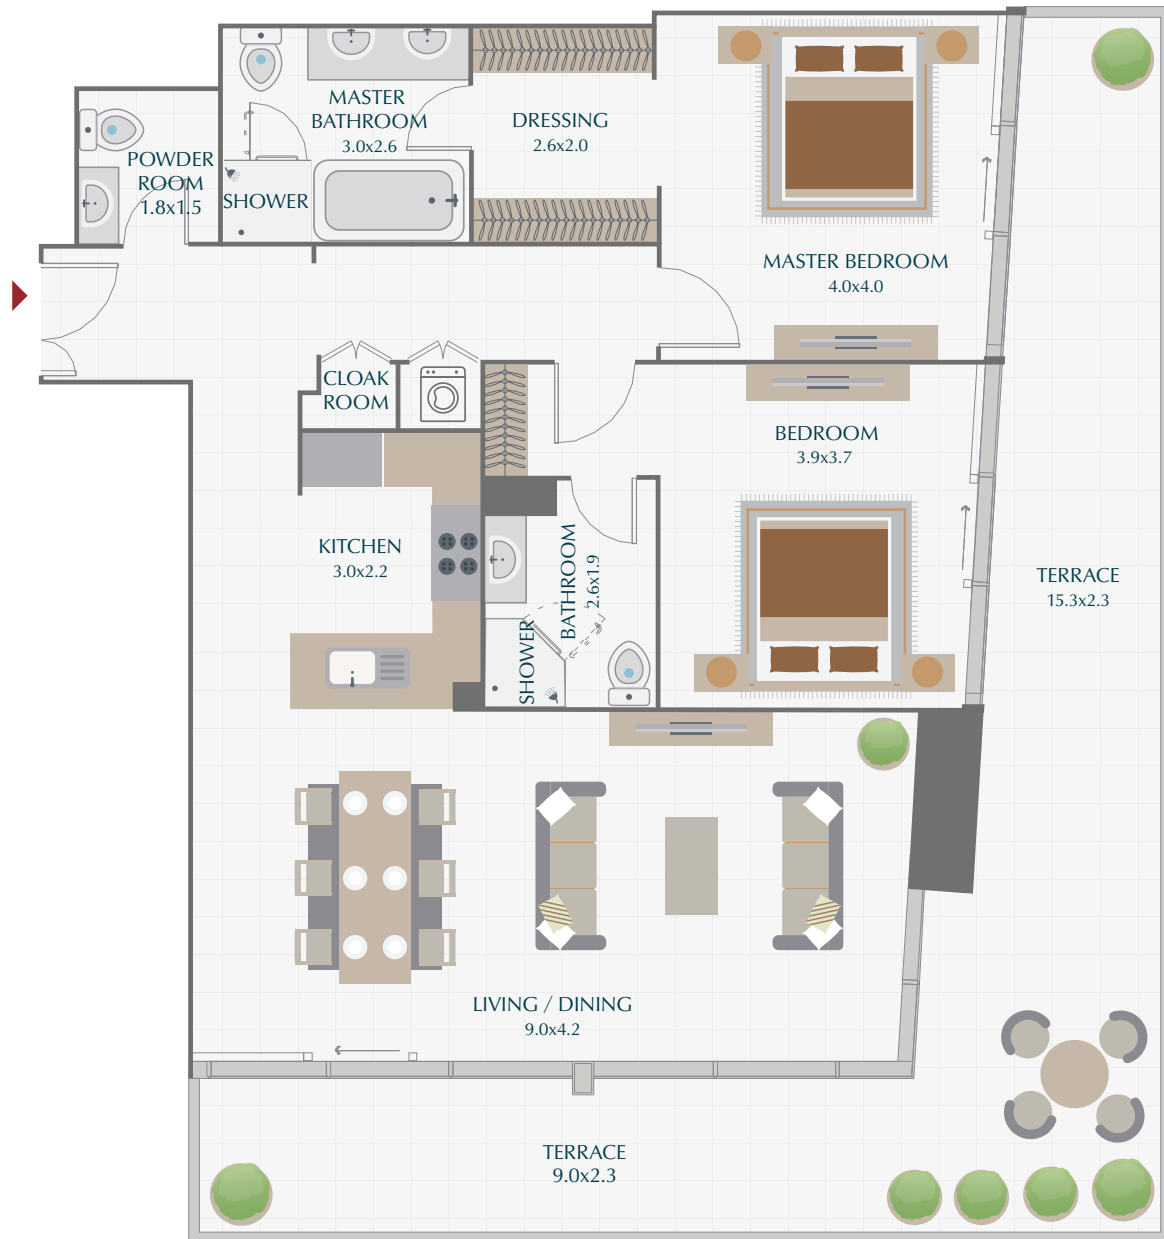 MASTER
BATHROOM
3.0x2.6
DRESSING
2.6x2.0
POWDER
ROOM
1.8x1.5
SHOWER
MASTER BEDROOM
4.0x4.0
CLOAK
ROOM
BEDROOM
3.9x3.7
KITCHEN
3.0x2.2
BATHROOM
2.6x1.9
SHOWER
TERRACE
15.3x2.3
LIVING / DINING
9.0x4.2
TERRACE
9.0x2.3